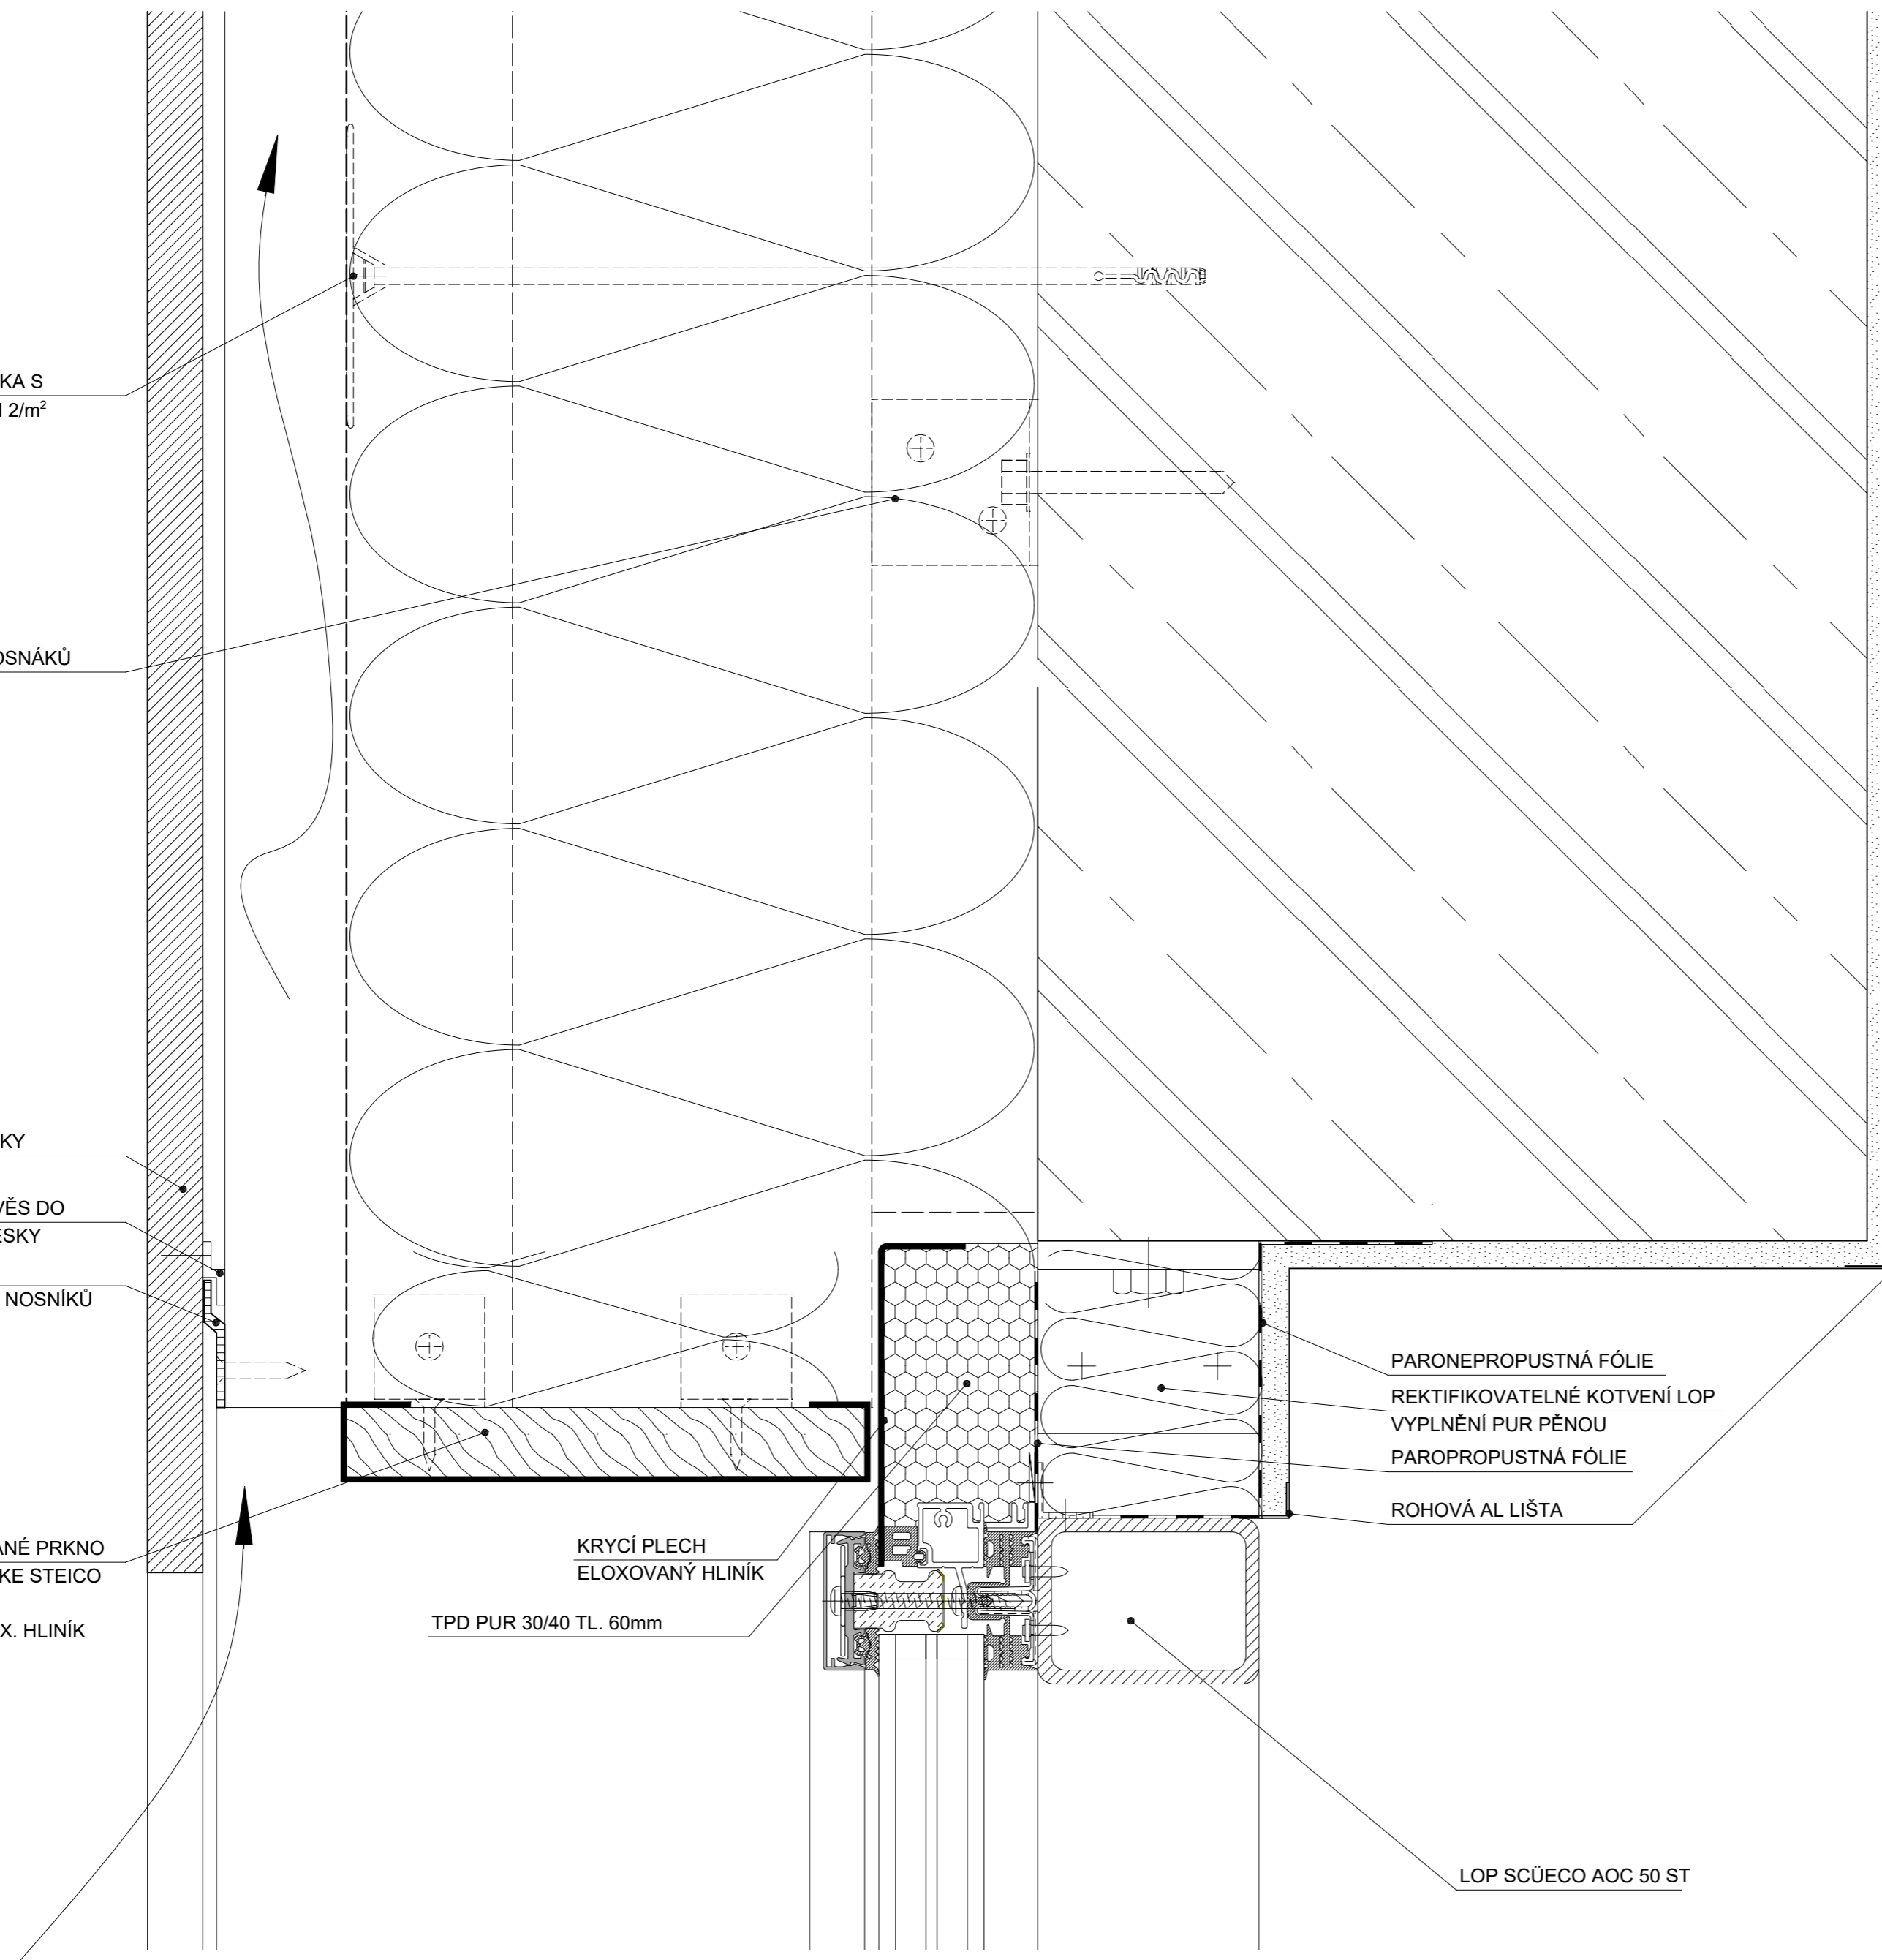 KA S
2/m²
OSNÁKŮ
KY
VĚS DO
ESKY
NOSNÍKŮ
PARONEPROPUSTNÁ FÓLIE
REKTIFIKOVATELNÉ KOTVENÍ LOP
VYPLNĚNÍ PUR PĚNOU
PAROPROPUSTNÁ FÓLIE
ROHOVÁ AL LIŠTA
ANÉ PRKNO
KE STEICO
X. HLINÍK
KRYCÍ PLECH
ELOXOVANÝ HLINÍK
TPD PUR 30/40 TL. 60mm
LOP SCÜECO AOC 50 ST